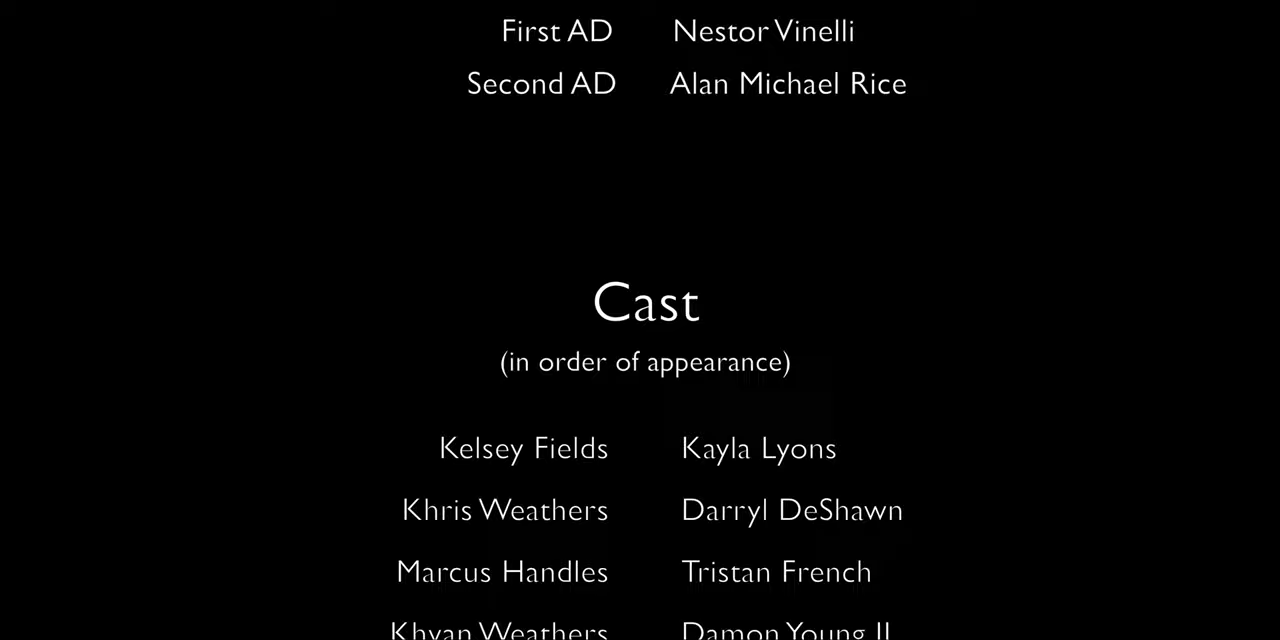 First AD Nestor Vinelli
Second AD Alan Michael Rice
Cast
(in order of appearance)
Kelsey Fields Kayla Lyons
Khris Weathers Darryl DeShawn
Marcus Handles Tristan French
Khyan Weathers Damon Young II